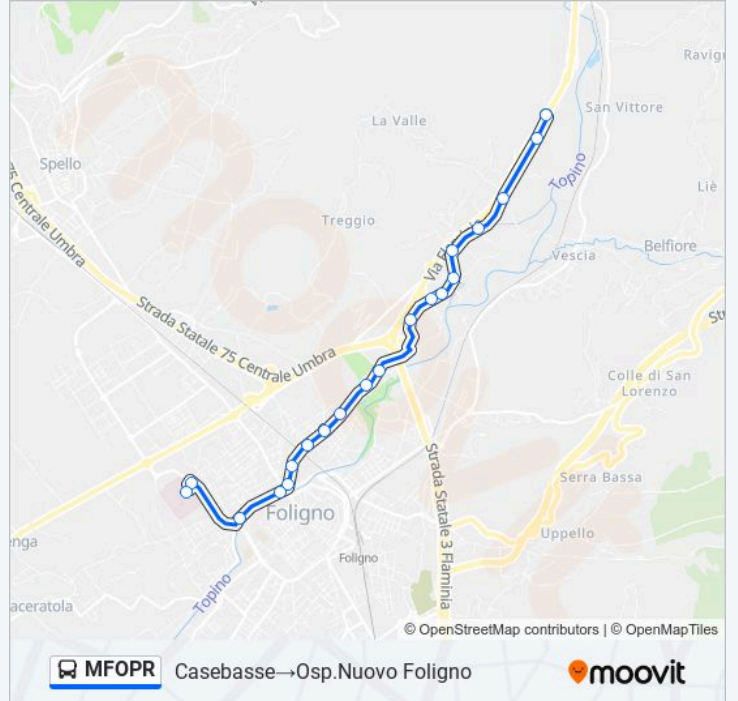 Ravig
San Vittore
La Valle
Spello
Topino
Liè
Treggio
75 Centrale Umbra
Belfiore
Vescia
Strada Statale 75 Centrale Umbra
Colle di San
Lorenzo
Strada Statale 3 Flaminia
Serra Bassa
Foligno
Uppello
enga
Foligno
Topino
aceratola
© OpenStreetMap contributors | © OpenMapTiles
MFOPR Casebasse→Osp.Nuovo Foligno
moovit